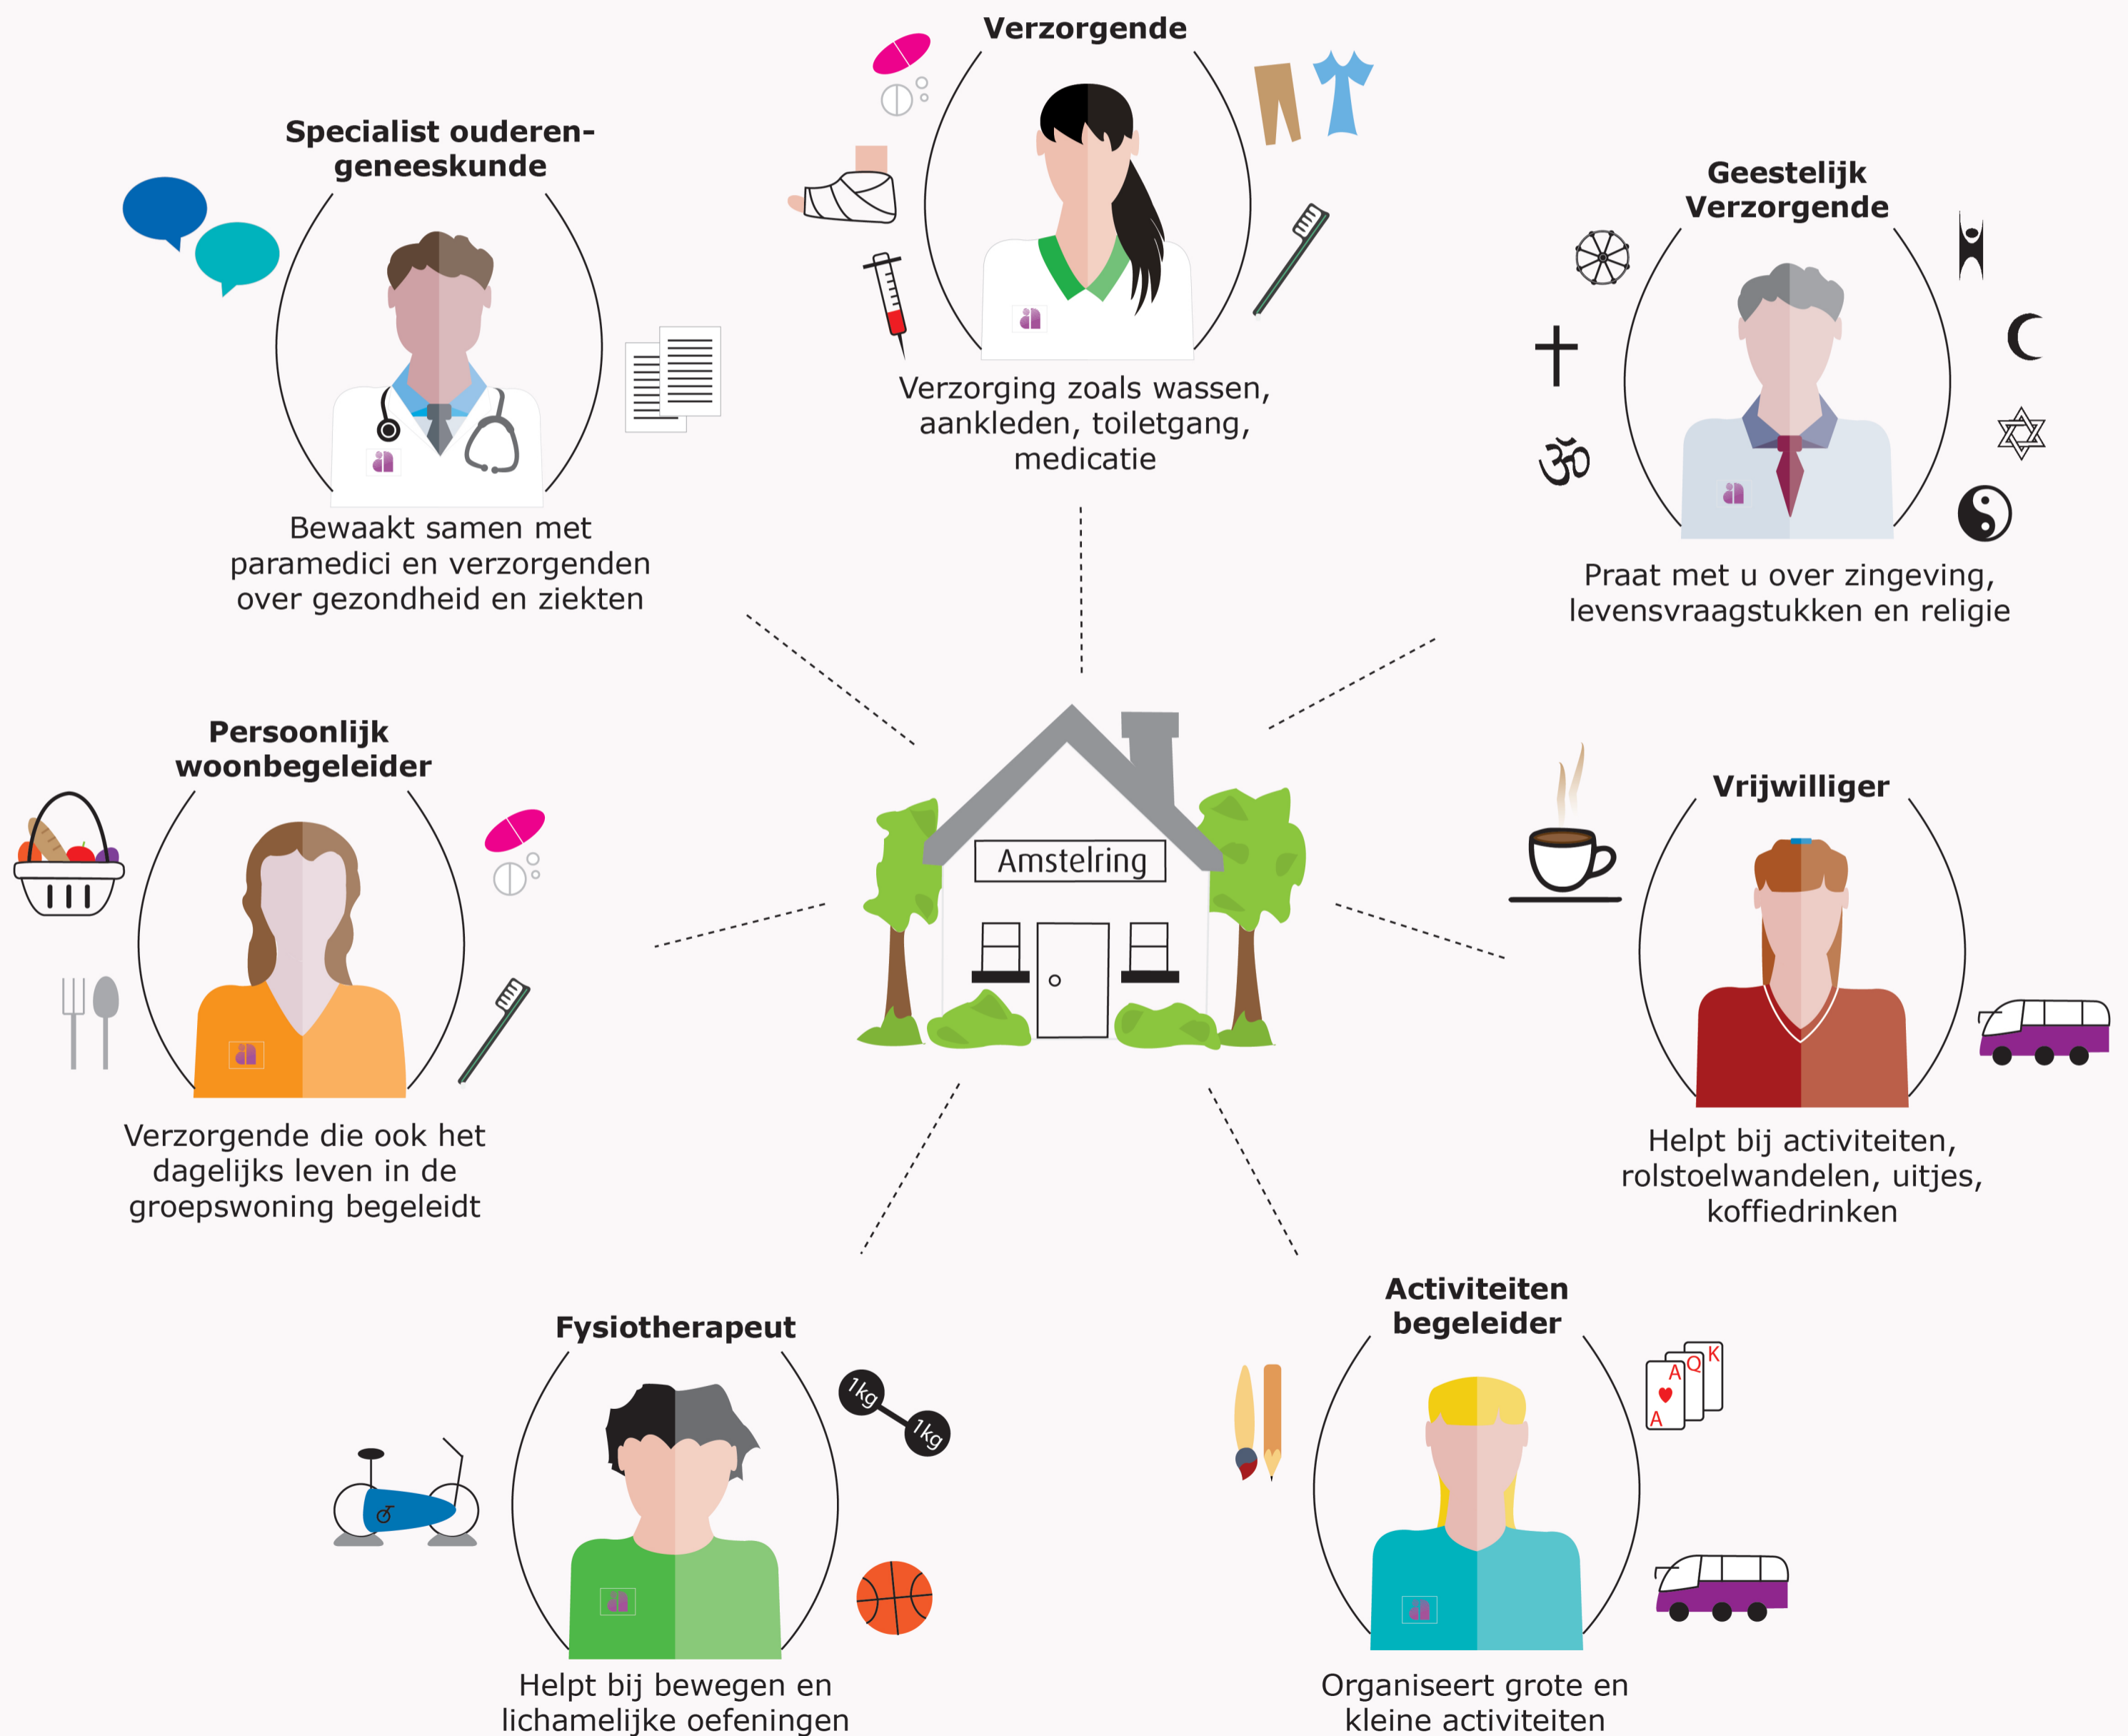 Verzorgende
Verzorging zoals wassen,
aankleden, toiletgang,
medicatie
Specialist ouderen-
geneeskunde
Bewaakt samen met
paramedici en verzorgenden
over gezondheid en ziekten
Geestelijk
Verzorgende
Praat met u over zingeving,
levensvraagstukken en religie
Persoonlijk
woonbegeleider
Verzorgende die ook het
dagelijks leven in de
groepswoning begeleidt
Amstelring
Vrijwilliger
Helpt bij activiteiten,
rolstoelwandelen, uitjes,
koffiedrinken
Fysiotherapeut
1kg
1kg
Helpt bij bewegen en
lichamelijke oefeningen
Activiteiten
begeleider
A Q K
A
Organiseert grote en
kleine activiteiten